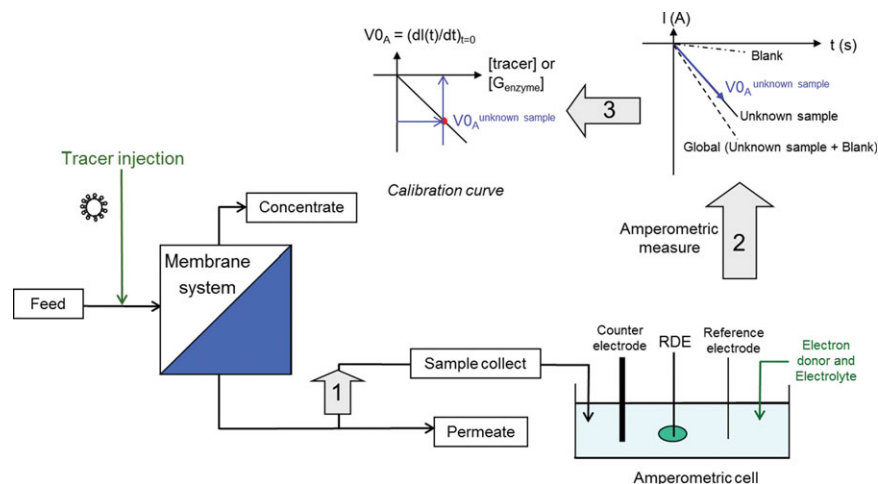 V0A = (dI(t)/dt)t=0
[tracer] or
[Genzyme]
V0A unknown sample
Calibration curve
3
I (A)
t (s)
Blank
V0A unknown sample
Unknown sample
Global (Unknown sample + Blank)
Amperometric
measure
2
Tracer injection
Concentrate
Membrane
system
Feed
1
Sample collect
Permeate
Counter
electrode
RDE
Reference
electrode
Electron
donor and
Electrolyte
Amperometric cell